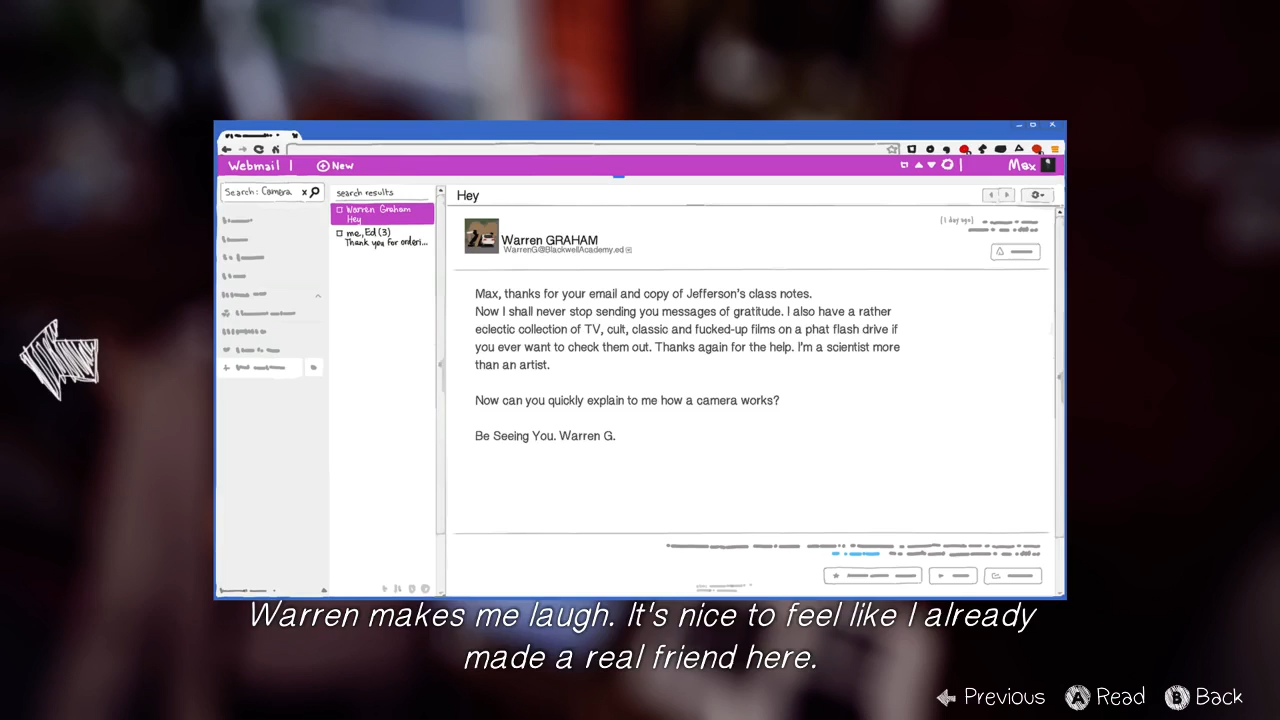 Webmail |
New
Max
Search: Camera x
search results
Warren Graham
Hey
me, Ed (3)
Thank you for orderi...
Hey
Warren GRAHAM
WarrenG@BlackwellAcademy.ed
(1 day ago)
Max, thanks for your email and copy of Jefferson's class notes.
Now I shall never stop sending you messages of gratitude. I also have a rather
eclectic collection of TV, cult, classic and fucked-up films on a phat flash drive if
you ever want to check them out. Thanks again for the help. I'm a scientist more
than an artist.
Now can you quickly explain to me how a camera works?
Be Seeing You. Warren G.
Warren makes me laugh. It's nice to feel like I already
made a real friend here.
Previous A Read B Back